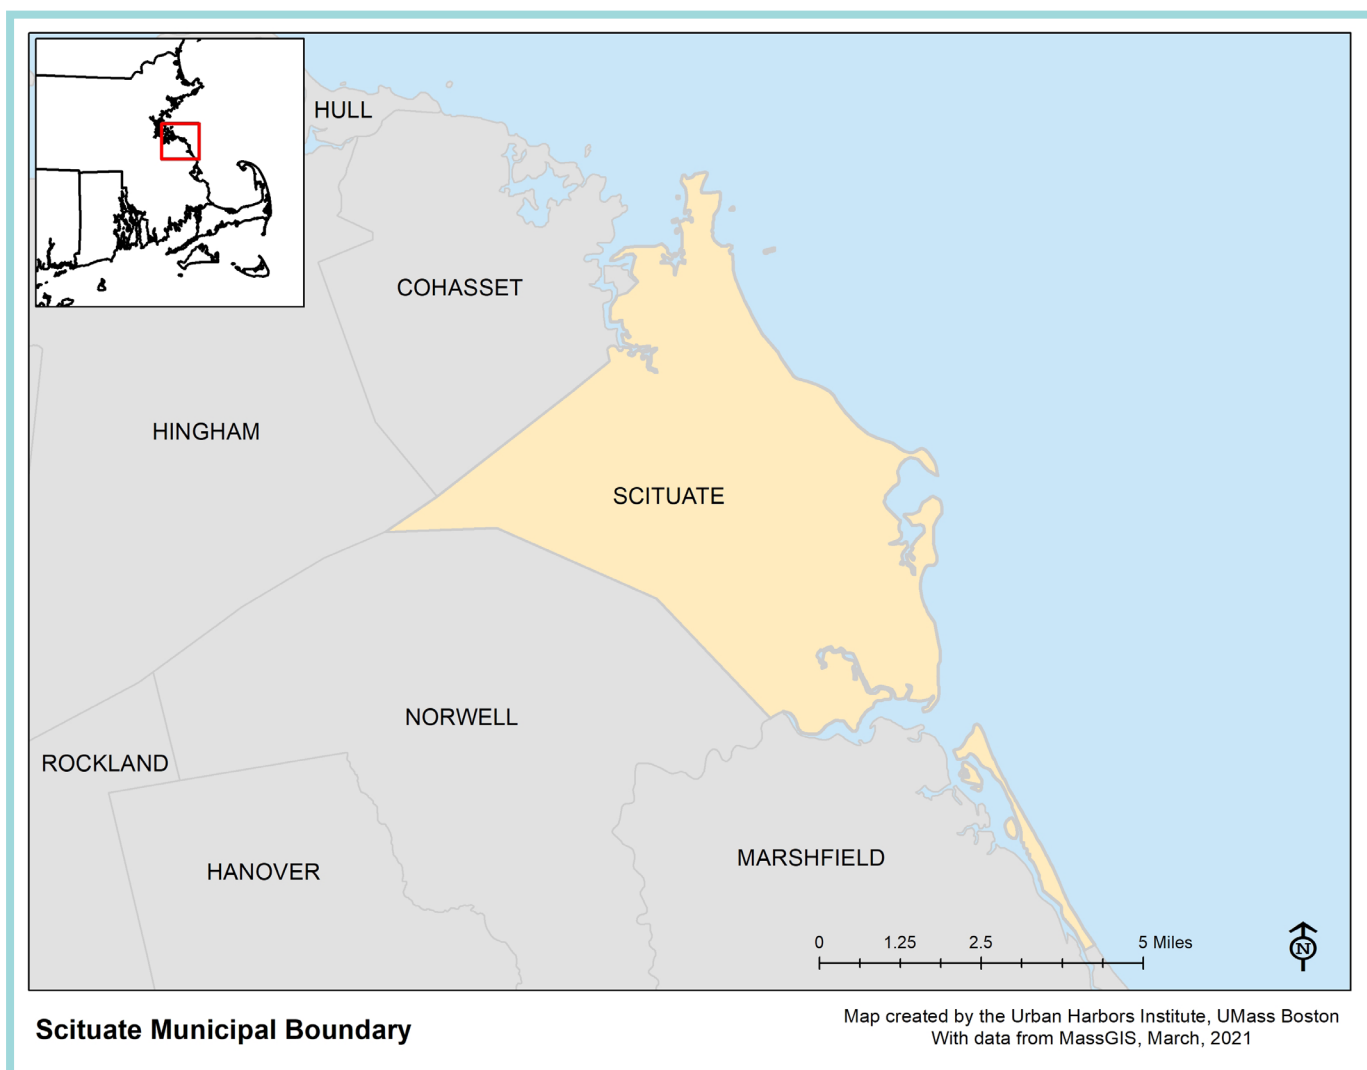 HULL
COHASSET
HINGHAM
SCITUATE
NORWELL
ROCKLAND
HANOVER
MARSHFIELD
0 1.25 2.5 5 Miles
N
Scituate Municipal Boundary
Map created by the Urban Harbors Institute, UMass Boston
With data from MassGIS, March, 2021